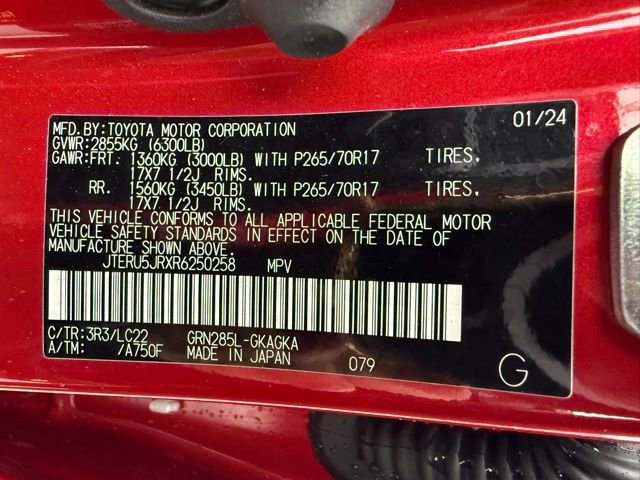 MFD.BY:TOYOTA MOTOR CORPORATION 01/24
GVWR:2855KG (6300LB)
GAWR:FRT. 1360KG (3000LB) WITH P265/70R17 TIRES,
17X7 1/2J RIMS.
RR. 1560KG (3450LB) WITH P265/70R17 TIRES,
17X7 1/2J RIMS.
THIS VEHICLE CONFORMS TO ALL APPLICABLE FEDERAL MOTOR
VEHICLE SAFETY STANDARDS IN EFFECT ON THE DATE OF
MANUFACTURE SHOWN ABOVE.
JTERU5JRXR6250258 MPV
C/TR:3R3/LC22 GRN285L-GKAGKA
A/TM: /A750F MADE IN JAPAN 079
G